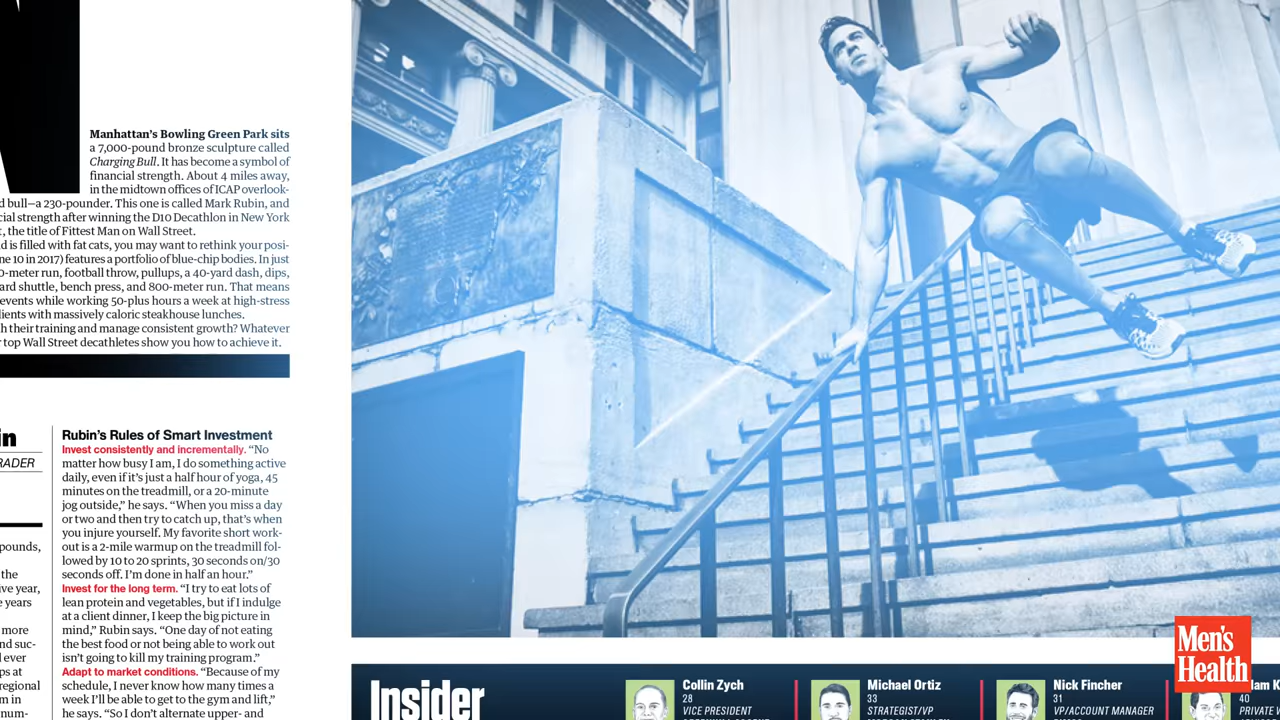 Manhattan's Bowling Green Park sits
a 7,000-pound bronze sculpture called
Charging Bull. It has become a symbol of
financial strength. About 4 miles away,
in the midtown offices of ICAP overlook-
d bull—a 230-pounder. This one is called Mark Rubin, and
cial strength after winning the D10 Decathlon in New York
, the title of Fittest Man on Wall Street.
d is filled with fat cats, you may want to rethink your posi-
ne 10 in 2017) features a portfolio of blue-chip bodies. In just
0-meter run, football throw, pullups, a 40-yard dash, dips,
ard shuttle, bench press, and 800-meter run. That means
events while working 50-plus hours a week at high-stress
lients with massively caloric steakhouse lunches.
h their training and manage consistent growth? Whatever
r top Wall Street decathletes show you how to achieve it.
in
RADER
pounds,
the
ive year,
e years
more
nd suc-
l ever
ps at
regional
m in
num-
Rubin's Rules of Smart Investment
Invest consistently and incrementally. "No
matter how busy I am, I do something active
daily, even if it's just a half hour of yoga, 45
minutes on the treadmill, or a 20-minute
jog outside," he says. "When you miss a day
or two and then try to catch up, that's when
you injure yourself. My favorite short work-
out is a 2-mile warmup on the treadmill fol-
lowed by 10 to 20 sprints, 30 seconds on/30
seconds off. I'm done in half an hour."
Invest for the long term. "I try to eat lots of
lean protein and vegetables, but if I indulge
at a client dinner, I keep the big picture in
mind," Rubin says. "One day of not eating
the best food or not being able to work out
isn't going to kill my training program."
Adapt to market conditions. "Because of my
schedule, I never know how many times a
week I'll be able to get to the gym and lift,"
he says. "So I don't alternate upper- and
Insider
Collin Zych
28
VICE PRESIDENT
Michael Ortiz
33
STRATEGIST/VP
Nick Fincher
31
VP/ACCOUNT MANAGER
dam K
40
PRIVATE
Men's
Health